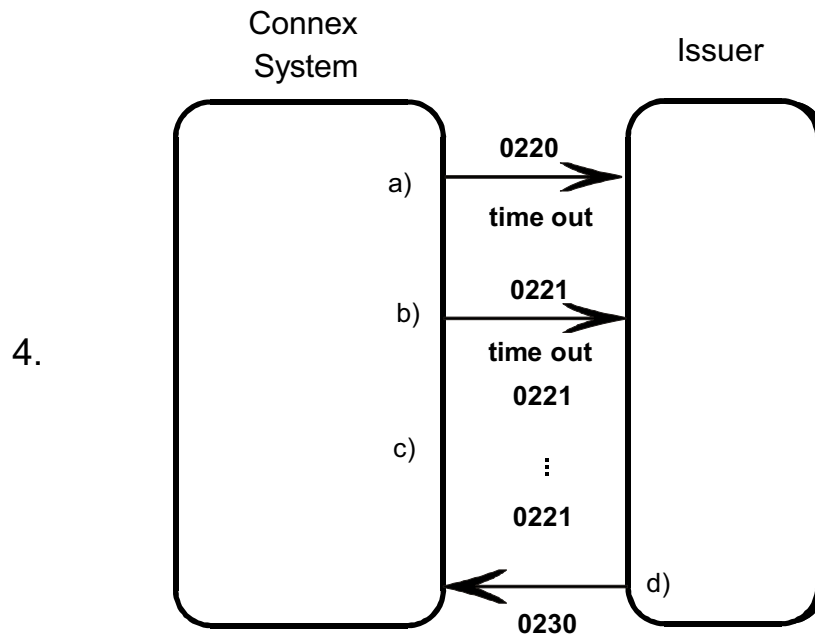 Connex
System
Issuer
0220
a)
time out
0221
b)
time out
4.
0221
c)
⋮
0221
d)
0230